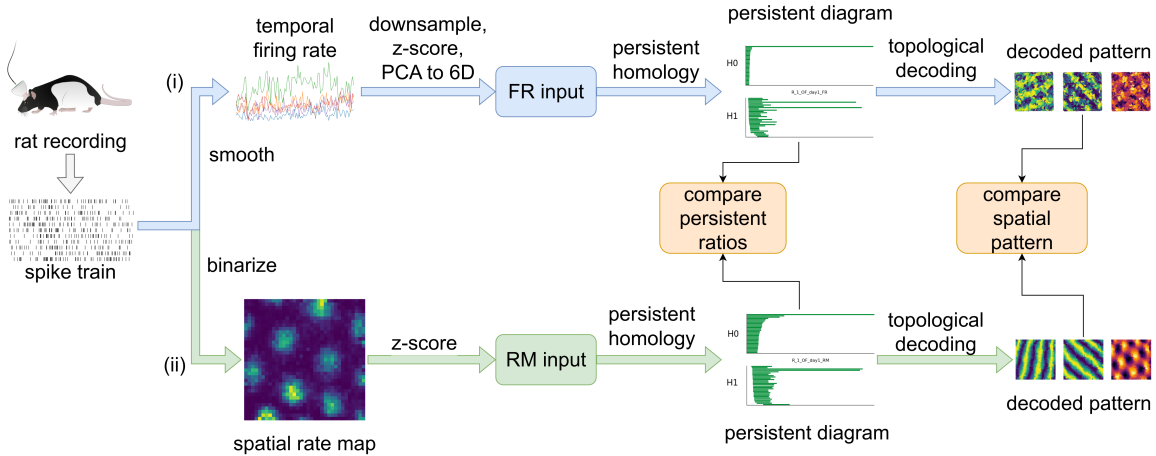 rat recording
spike train
(i)
smooth
binarize
(ii)
temporal
firing rate
downsample,
z-score,
PCA to 6D
FR input
persistent
homology
persistent diagram
H0
R_1_OF_day1_FR
H1
topological
decoding
decoded pattern
compare
persistent
ratios
compare
spatial
pattern
spatial rate map
z-score
RM input
persistent
homology
H0
R_1_OF_day1_RM
H1
persistent diagram
topological
decoding
decoded pattern